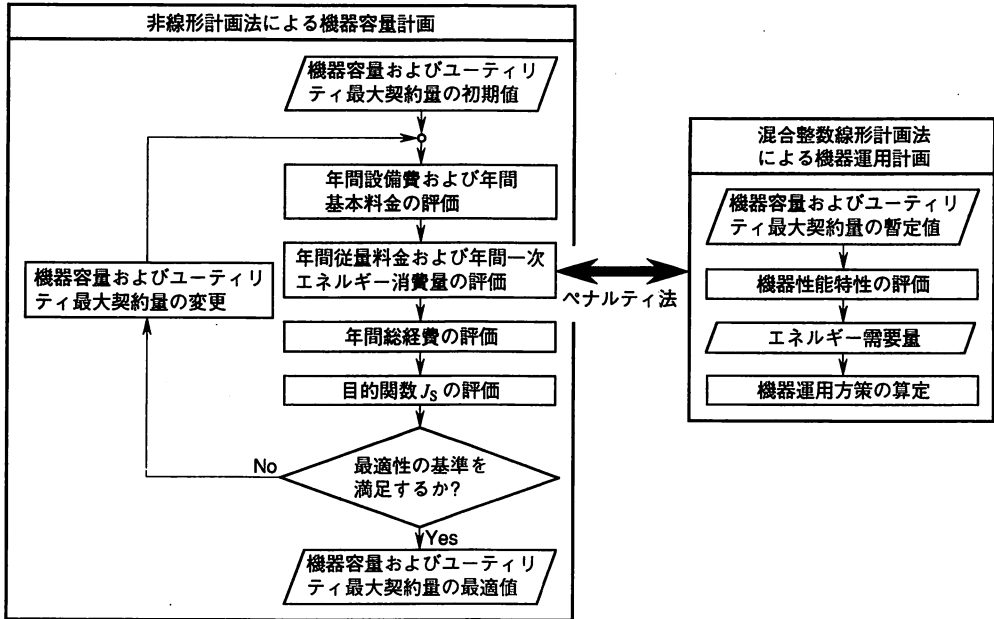 非線形計画法による機器容量計画
機器容量およびユーティリ
ティ最大契約量の初期値
年間設備費および年間
基本料金の評価
年間従量料金および年間一次
エネルギー消費量の評価
機器容量およびユーティリ
ティ最大契約量の変更
年間総経費の評価
目的関数JSの評価
最適性の基準を
満足するか?
No
Yes
機器容量およびユーティリ
ティ最大契約量の最適値
ペナルティ法
混合整数線形計画法
による機器運用計画
機器容量およびユーティリ
ティ最大契約量の暫定値
機器性能特性の評価
エネルギー需要量
機器運用方策の算定